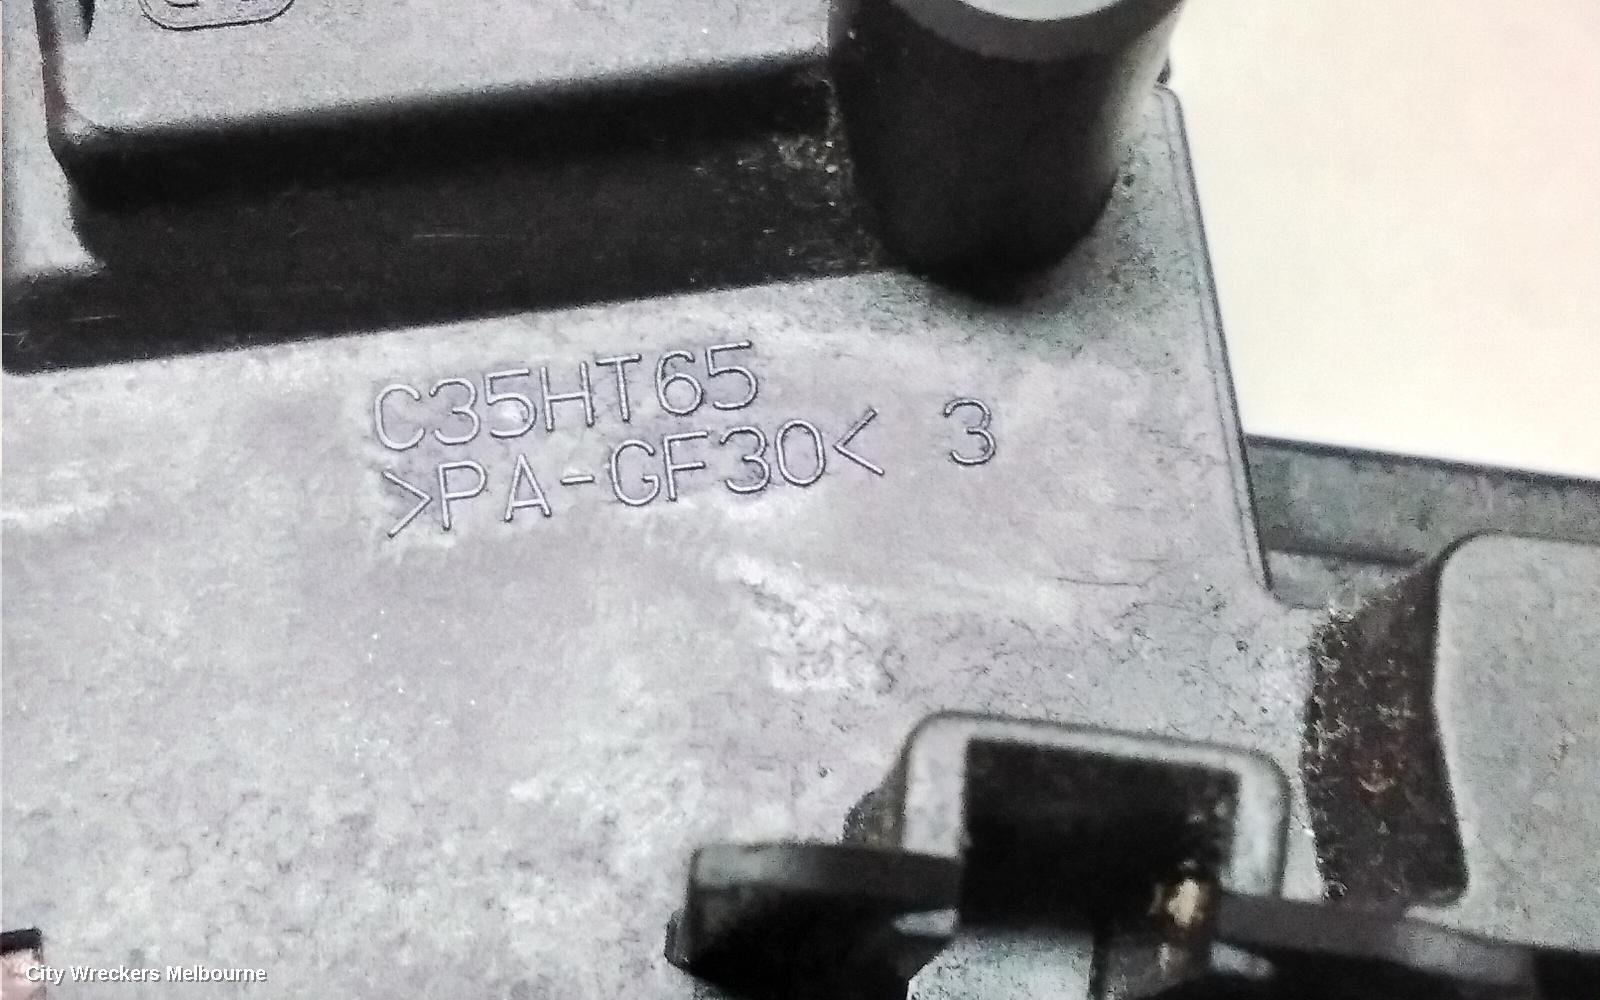 C35HT65
>PA-GF30< 3
City Wreckers Melbourne